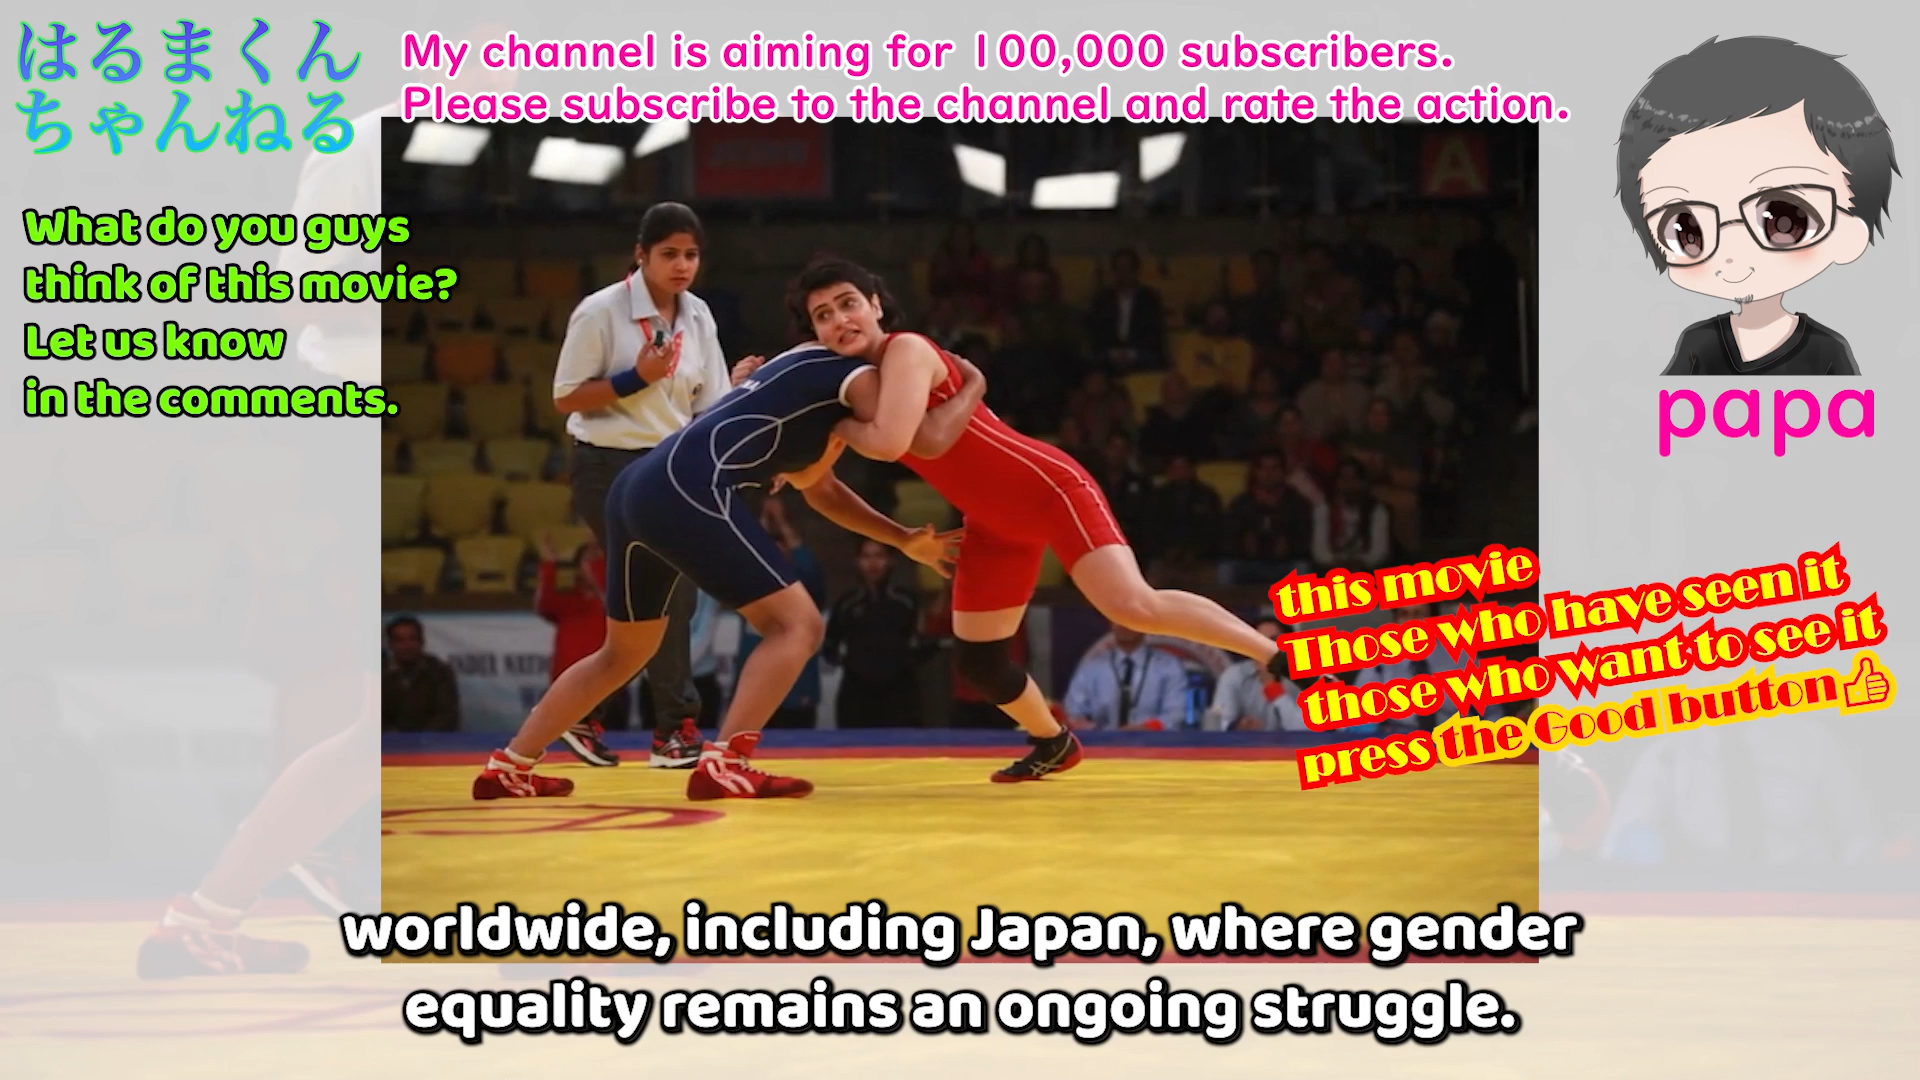 はるまくん
ちゃんねる
My channel is aiming for 100,000 subscribers.
Please subscribe to the channel and rate the action.
What do you guys
think of this movie?
Let us know
in the comments.
A
papa
this movie
Those who have seen it
those who want to see it
press the Good button
worldwide, including Japan, where gender
equality remains an ongoing struggle.